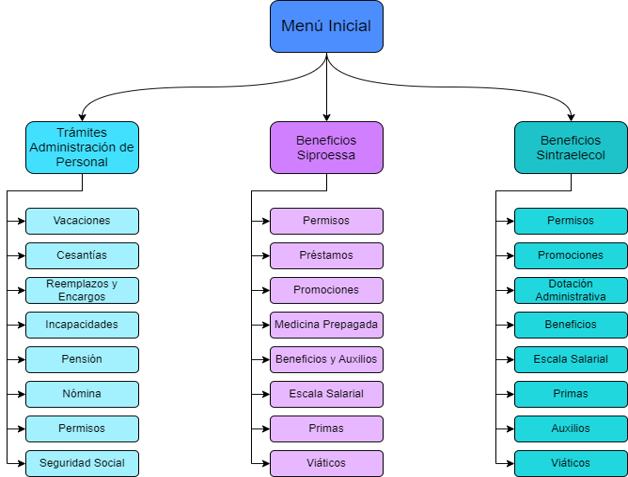 Menú Inicial
Trámites
Administración de
Personal
Vacaciones
Cesantías
Reemplazos y
Encargos
Incapacidades
Pensión
Nómina
Permisos
Seguridad Social
Beneficios
Siproessa
Permisos
Préstamos
Promociones
Medicina Prepagada
Beneficios y Auxilios
Escala Salarial
Primas
Viáticos
Beneficios
Sintraelecol
Permisos
Promociones
Dotación
Administrativa
Beneficios
Escala Salarial
Primas
Auxilios
Viáticos